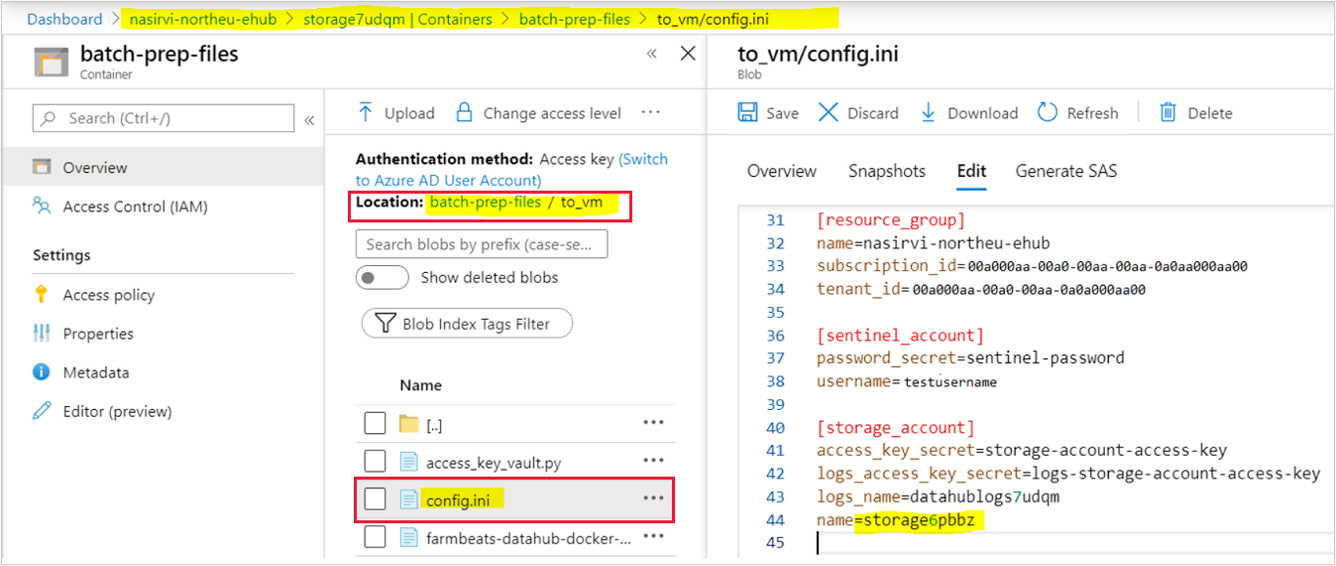 Dashboard > nasirvi-northeu-ehub > storage7udqm | Containers > batch-prep-files > to_vm/config.ini
batch-prep-files
Container
Search (Ctrl+/)
Overview
Access Control (IAM)
Settings
Access policy
Properties
Metadata
Editor (preview)
Upload
Change access level
Authentication method: Access key (Switch
to Azure AD User Account)
Location: batch-prep-files / to_vm
Search blobs by prefix (case-se...
Show deleted blobs
Blob Index Tags Filter
Name
[..]
access_key_vault.py
config.ini
farmbeats-datahub-docker-...
to_vm/config.ini
Blob
Save
Discard
Download
Refresh
Delete
Overview
Snapshots
Edit
Generate SAS
31 [resource_group]
32 name=nasirvi-northeu-ehub
33 subscription_id=00a000aa-00a0-00aa-00aa-0a0aa000aa00
34 tenant_id=00a000aa-00a0-00aa-0a0a000aa00
35
36 [sentinel_account]
37 password_secret=sentinel-password
38 username=testusername
39
40 [storage_account]
41 access_key_secret=storage-account-access-key
42 logs_access_key_secret=logs-storage-account-access-key
43 logs_name=datahublogs7udqm
44 name=storage6pbbz
45